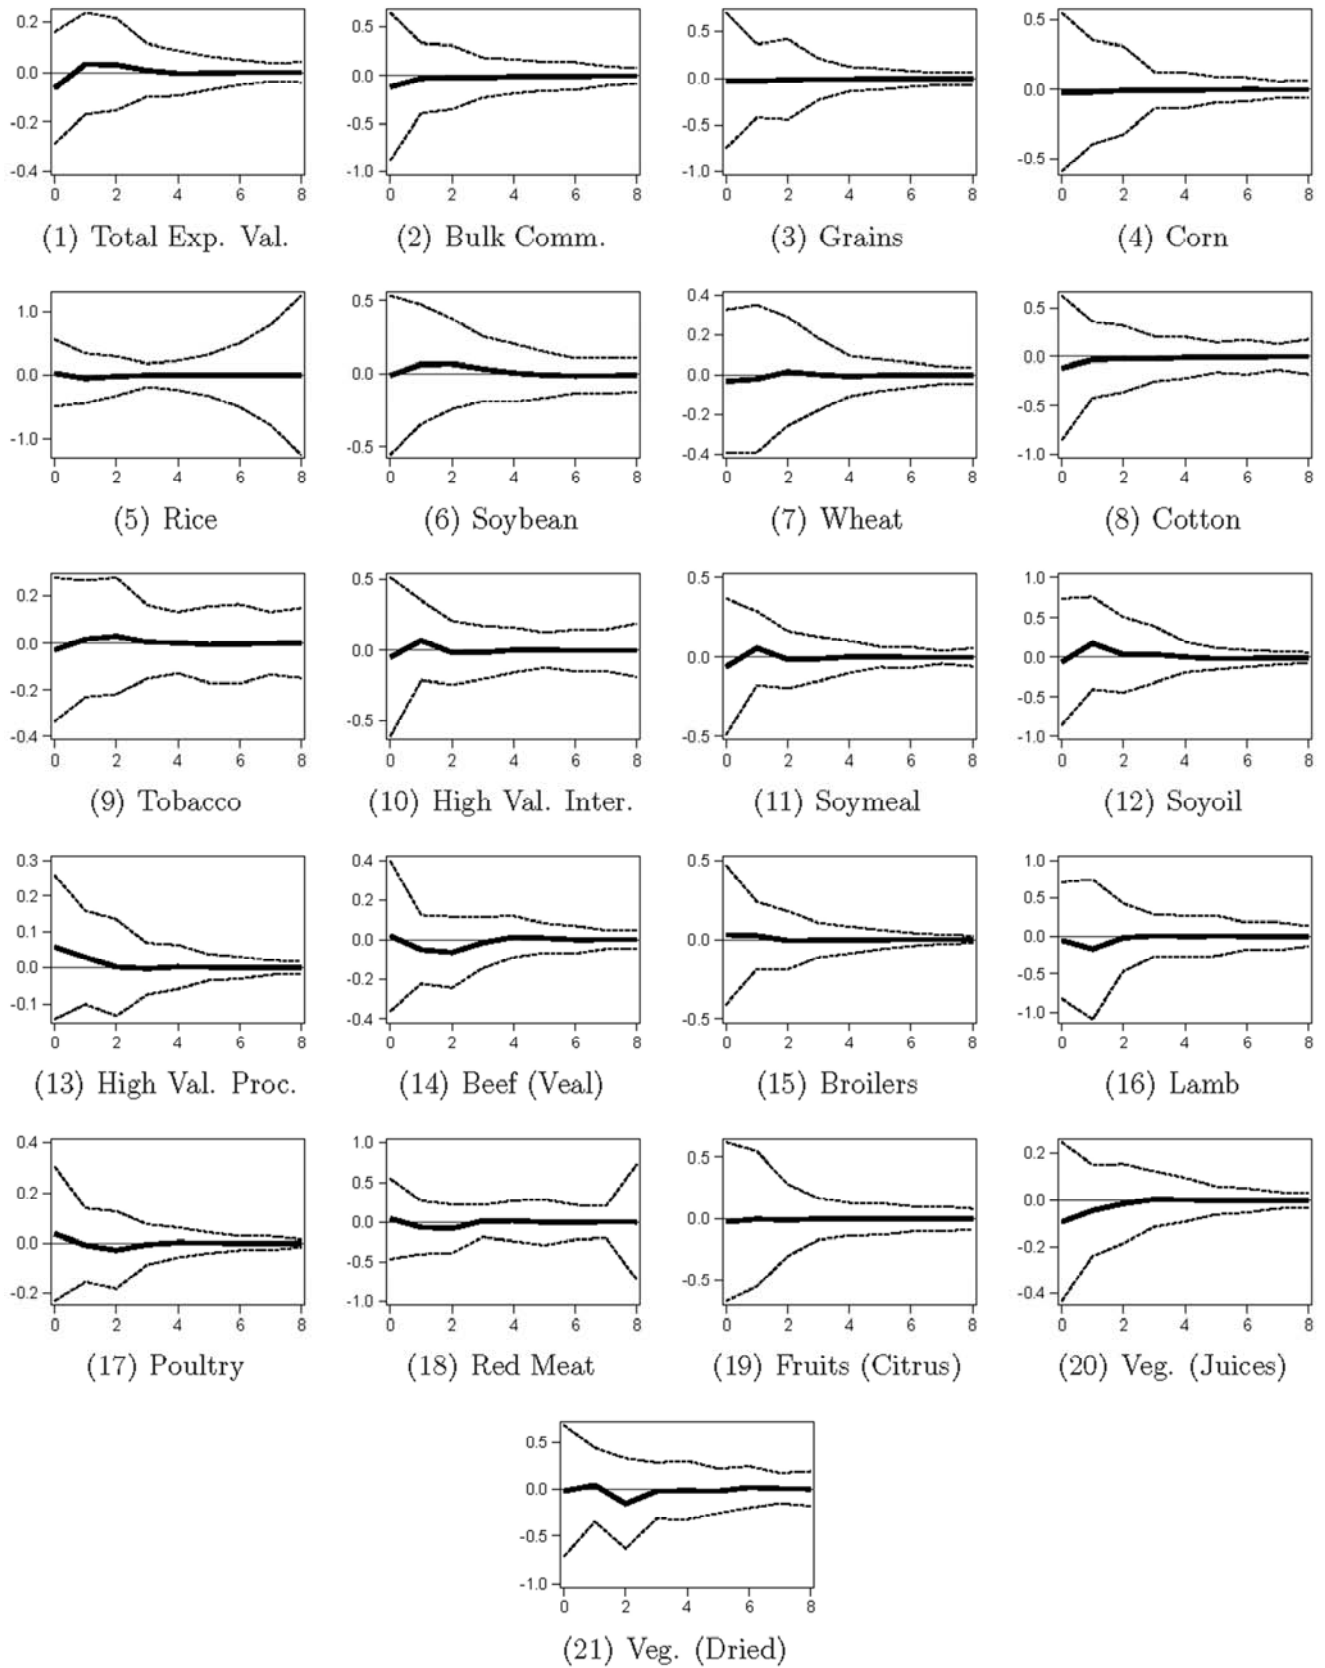 0.2
0.0
-0.2
-0.4
0 2 4 6 8
(1) Total Exp. Val.
0.5
0.0
-0.5
-1.0
0 2 4 6 8
(2) Bulk Comm.
0.5
0.0
-0.5
-1.0
0 2 4 6 8
(3) Grains
0.5
0.0
-0.5
0 2 4 6 8
(4) Corn
1.0
0.0
-1.0
0 2 4 6 8
(5) Rice
0.5
0.0
-0.5
0 2 4 6 8
(6) Soybean
0.4
0.2
0.0
-0.2
-0.4
0 2 4 6 8
(7) Wheat
0.5
0.0
-0.5
-1.0
0 2 4 6 8
(8) Cotton
0.2
0.0
-0.2
-0.4
0 2 4 6 8
(9) Tobacco
0.5
0.0
-0.5
0 2 4 6 8
(10) High Val. Inter.
0.5
0.0
-0.5
0 2 4 6 8
(11) Soymeal
1.0
0.5
0.0
-0.5
-1.0
0 2 4 6 8
(12) Soyoil
0.3
0.2
0.1
0.0
-0.1
0 2 4 6 8
(13) High Val. Proc.
0.4
0.2
0.0
-0.2
-0.4
0 2 4 6 8
(14) Beef (Veal)
0.5
0.0
-0.5
0 2 4 6 8
(15) Broilers
1.0
0.5
0.0
-0.5
-1.0
0 2 4 6 8
(16) Lamb
0.4
0.2
0.0
-0.2
0 2 4 6 8
(17) Poultry
1.0
0.5
0.0
-0.5
-1.0
0 2 4 6 8
(18) Red Meat
0.5
0.0
-0.5
0 2 4 6 8
(19) Fruits (Citrus)
0.2
0.0
-0.2
-0.4
0 2 4 6 8
(20) Veg. (Juices)
0.5
0.0
-0.5
-1.0
0 2 4 6 8
(21) Veg. (Dried)